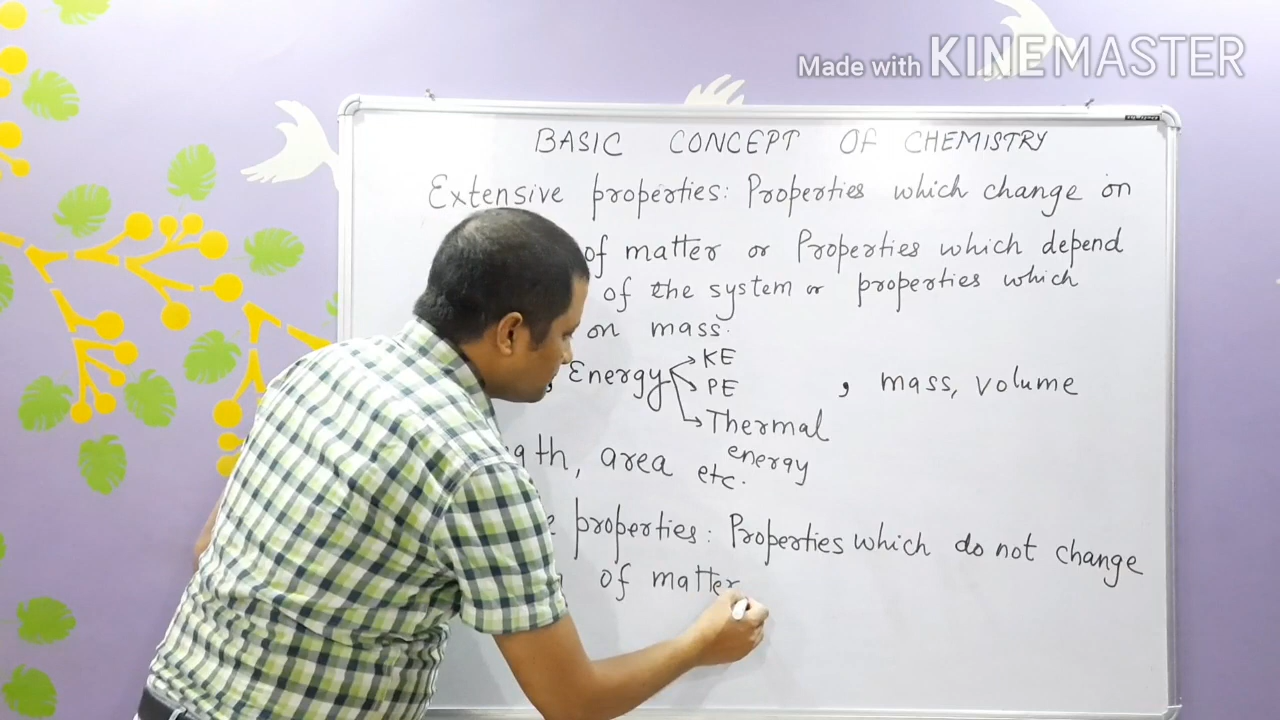 Made with KINEMASTER
BASIC CONCEPT OF CHEMISTRY
Extensive properties: Properties which change on
of matter or Properties which depend
of the system or properties which
on mass.
Energy KE
PE
Thermal
energy
, mass, volume
area etc.
properties: Properties which do not change
of matter